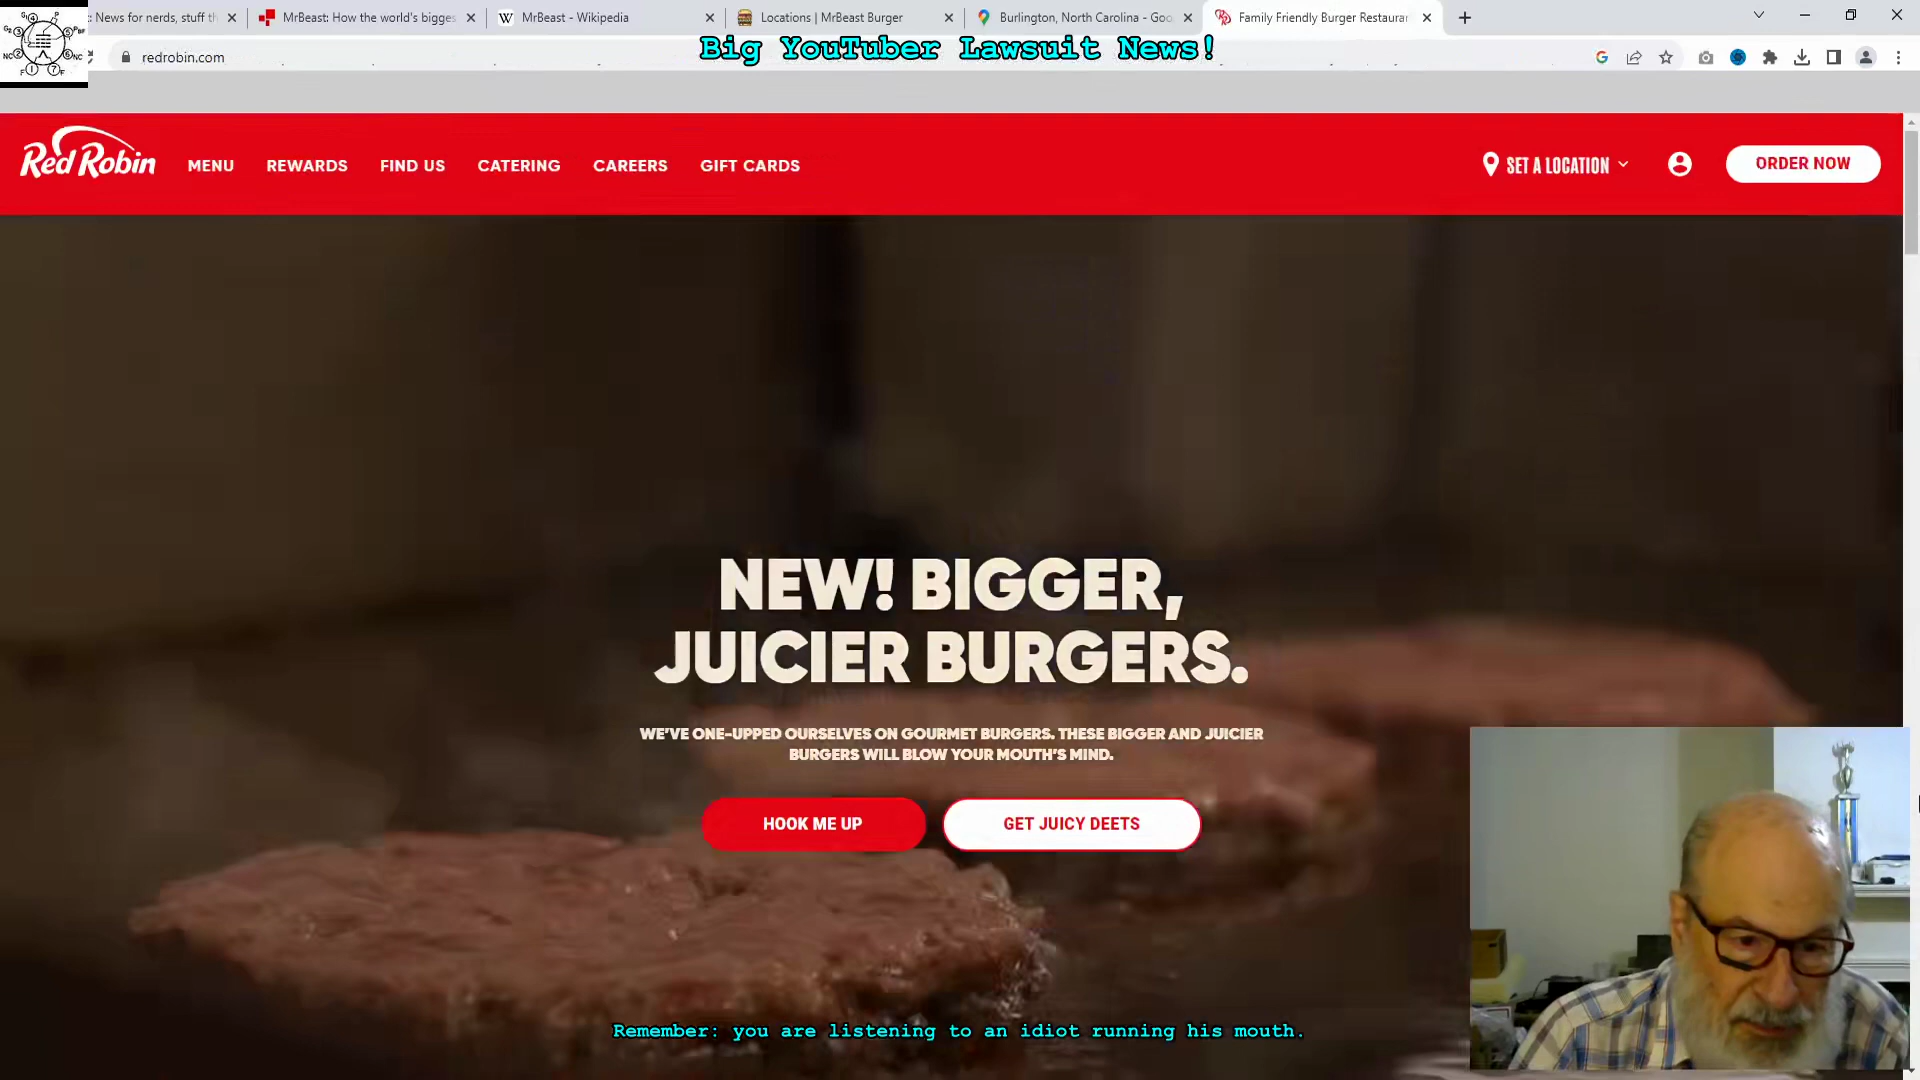 : News for nerds, stuff th
MrBeast: How the world's bigges
MrBeast - Wikipedia
Locations | MrBeast Burger
Burlington, North Carolina - Goo
Family Friendly Burger Restauran
Big YouTuber Lawsuit News!
redrobin.com
Red Robin
MENU
REWARDS
FIND US
CATERING
CAREERS
GIFT CARDS
SET A LOCATION
ORDER NOW
NEW! BIGGER,
JUICIER BURGERS.
WE'VE ONE-UPPED OURSELVES ON GOURMET BURGERS. THESE BIGGER AND JUICIER
BURGERS WILL BLOW YOUR MOUTH'S MIND.
HOOK ME UP
GET JUICY DEETS
Remember: you are listening to an idiot running his mouth.